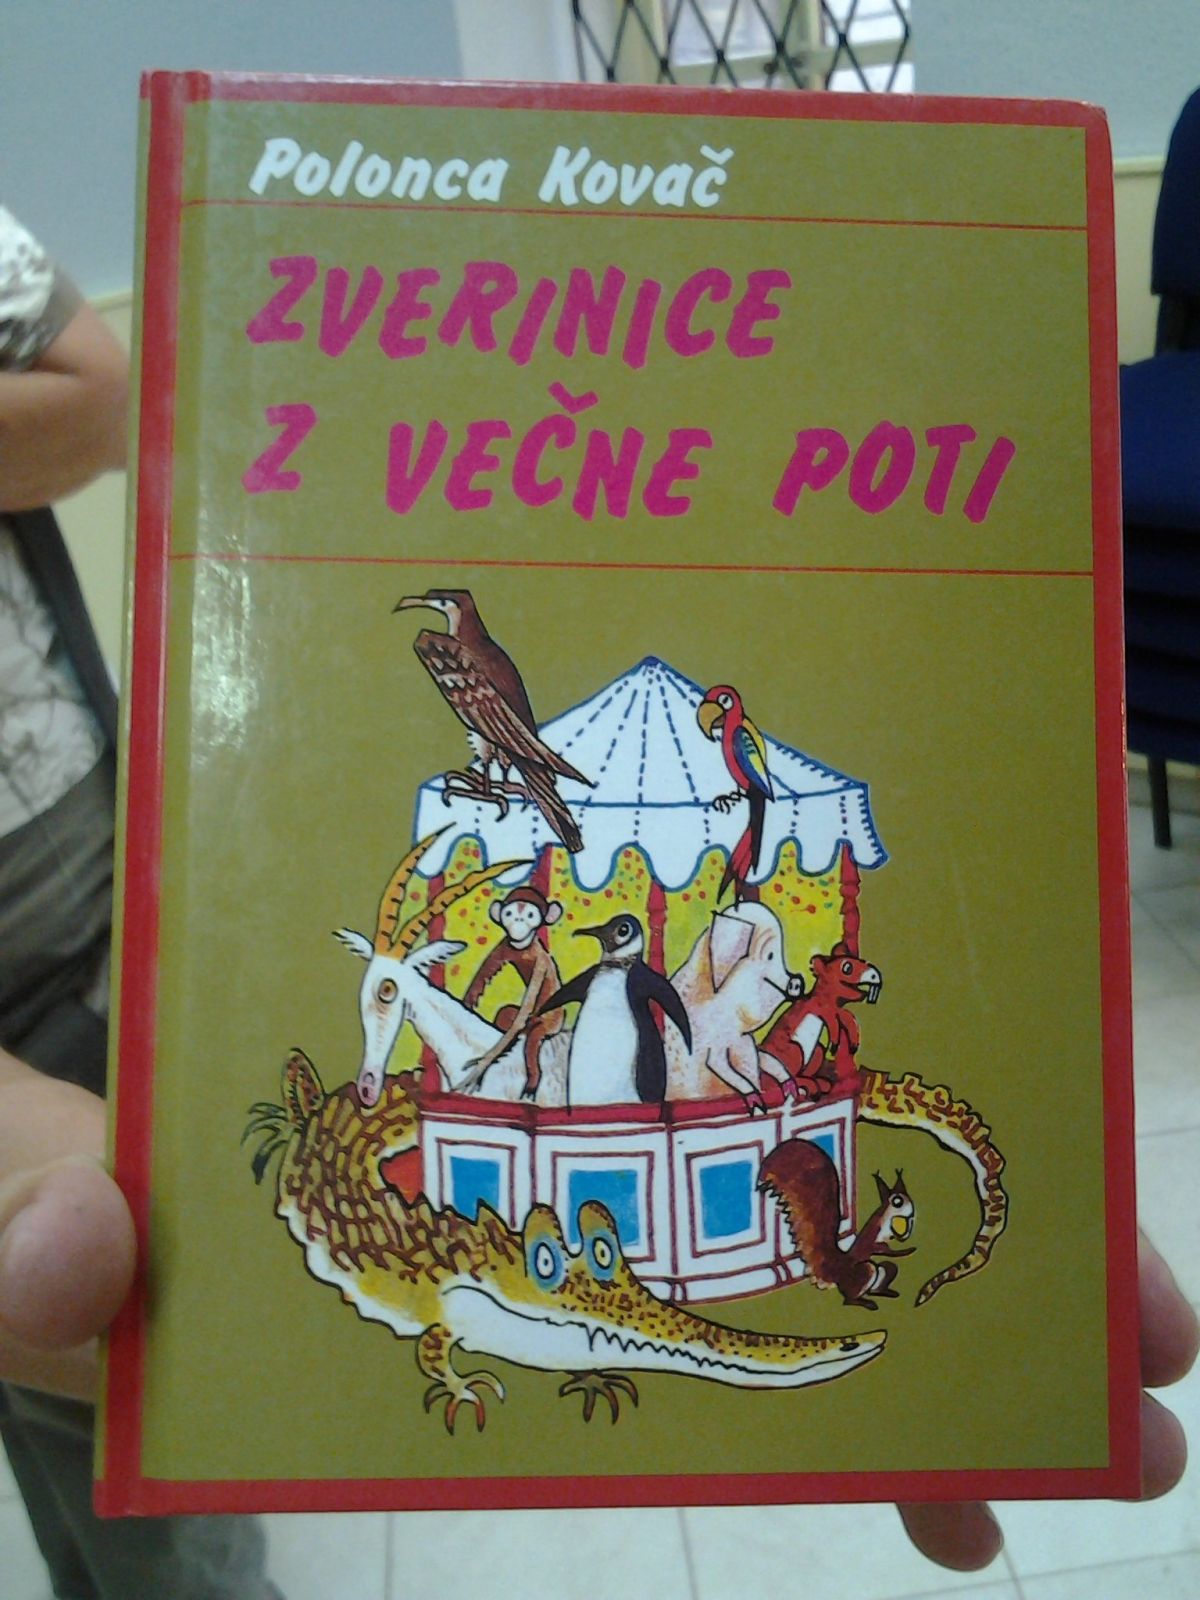 Polonca Kovač
ZVERINICE
Z VEČNE POTI